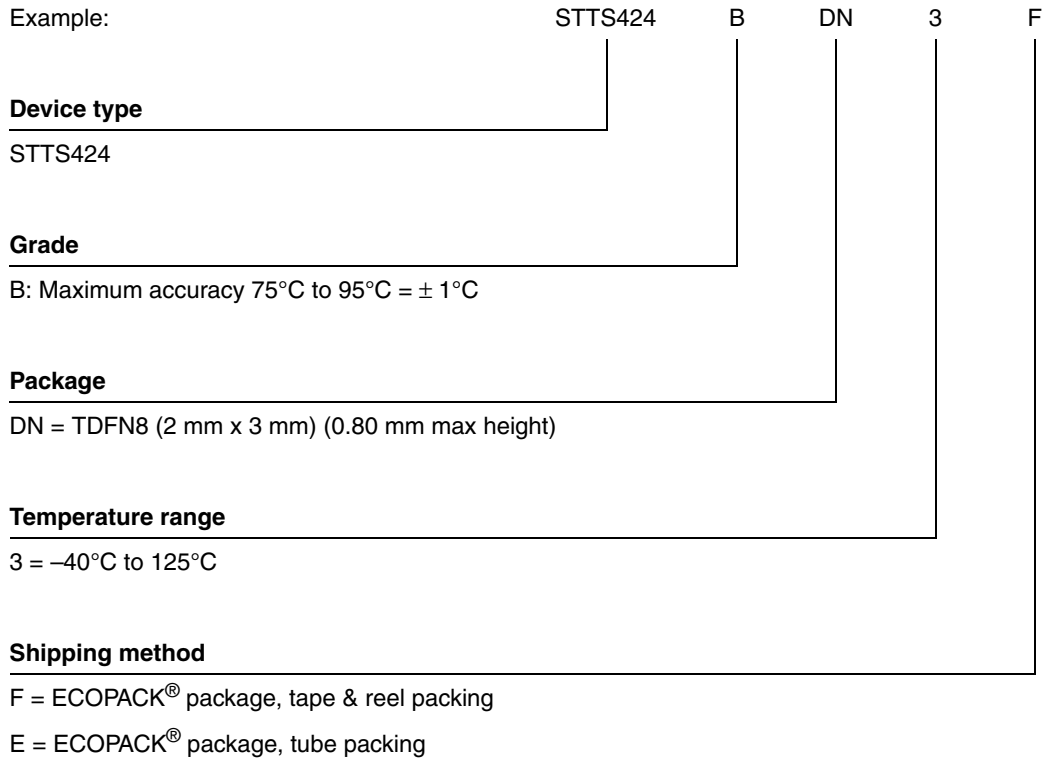 Example: STTS424 B DN 3 F
Device type
STTS424
Grade
B: Maximum accuracy 75°C to 95°C = ± 1°C
Package
DN = TDFN8 (2 mm x 3 mm) (0.80 mm max height)
Temperature range
3 = –40°C to 125°C
Shipping method
F = ECOPACK® package, tape & reel packing
E = ECOPACK® package, tube packing